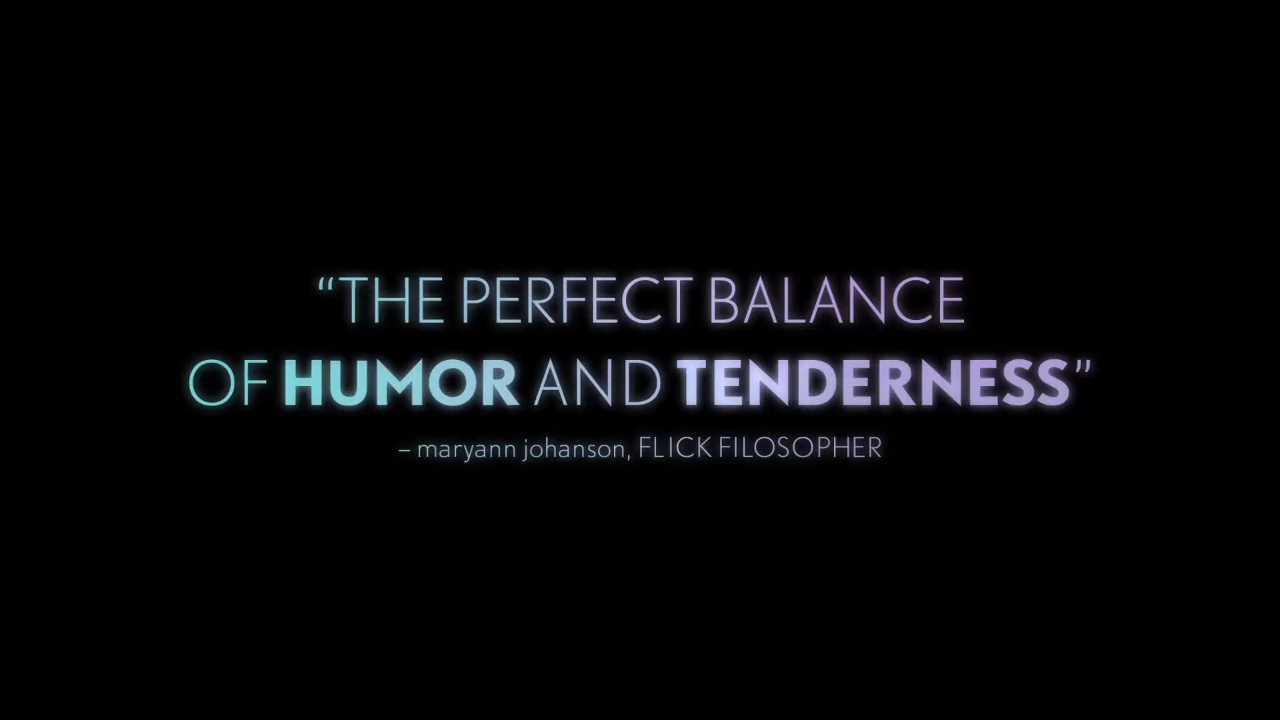 “THE PERFECT BALANCE
OF HUMOR AND TENDERNESS”
– maryann johanson, FLICK FILOSOPHER